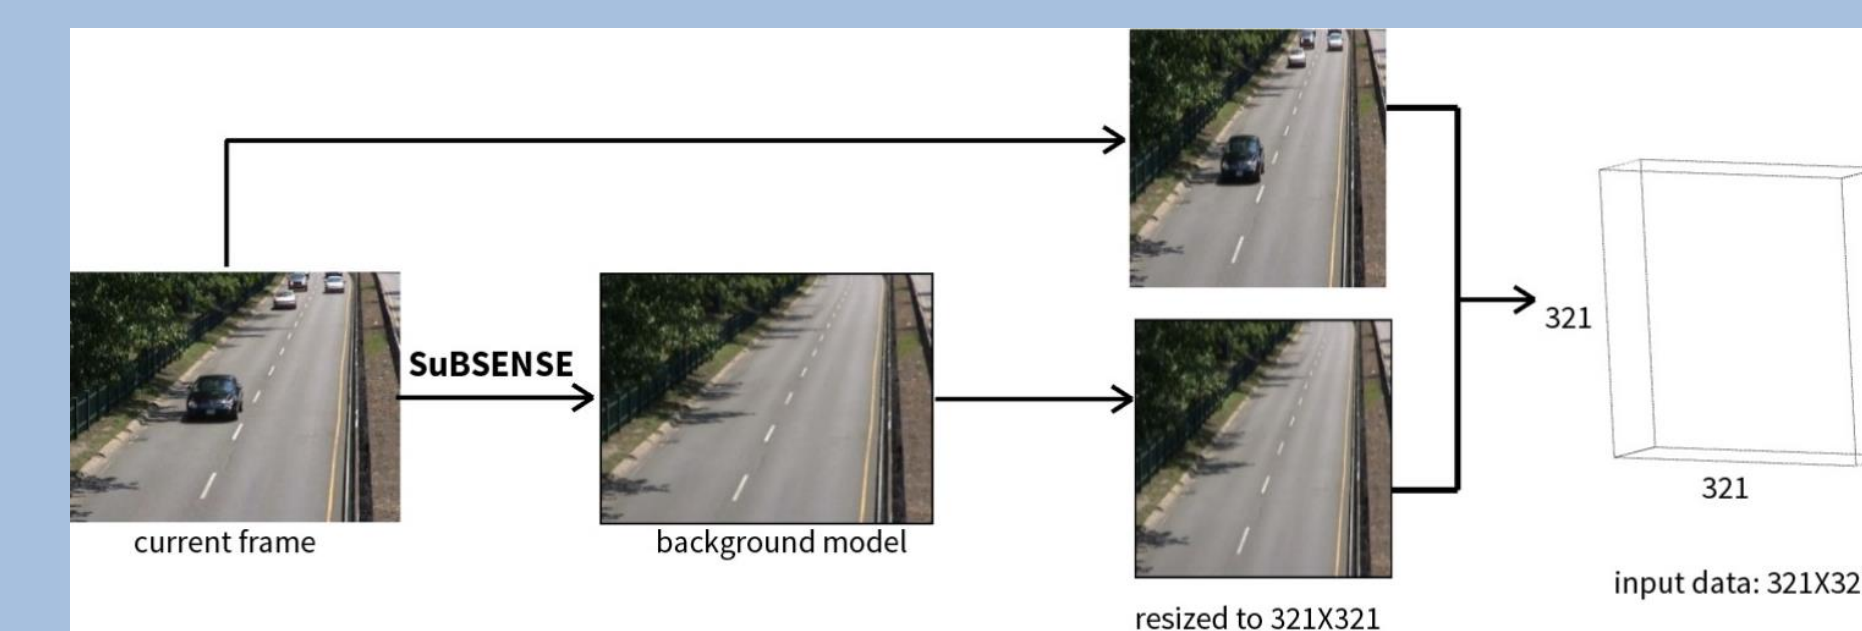 SuBSENSE
321
321
current frame
background model
input data: 321X32
resized to 321X321